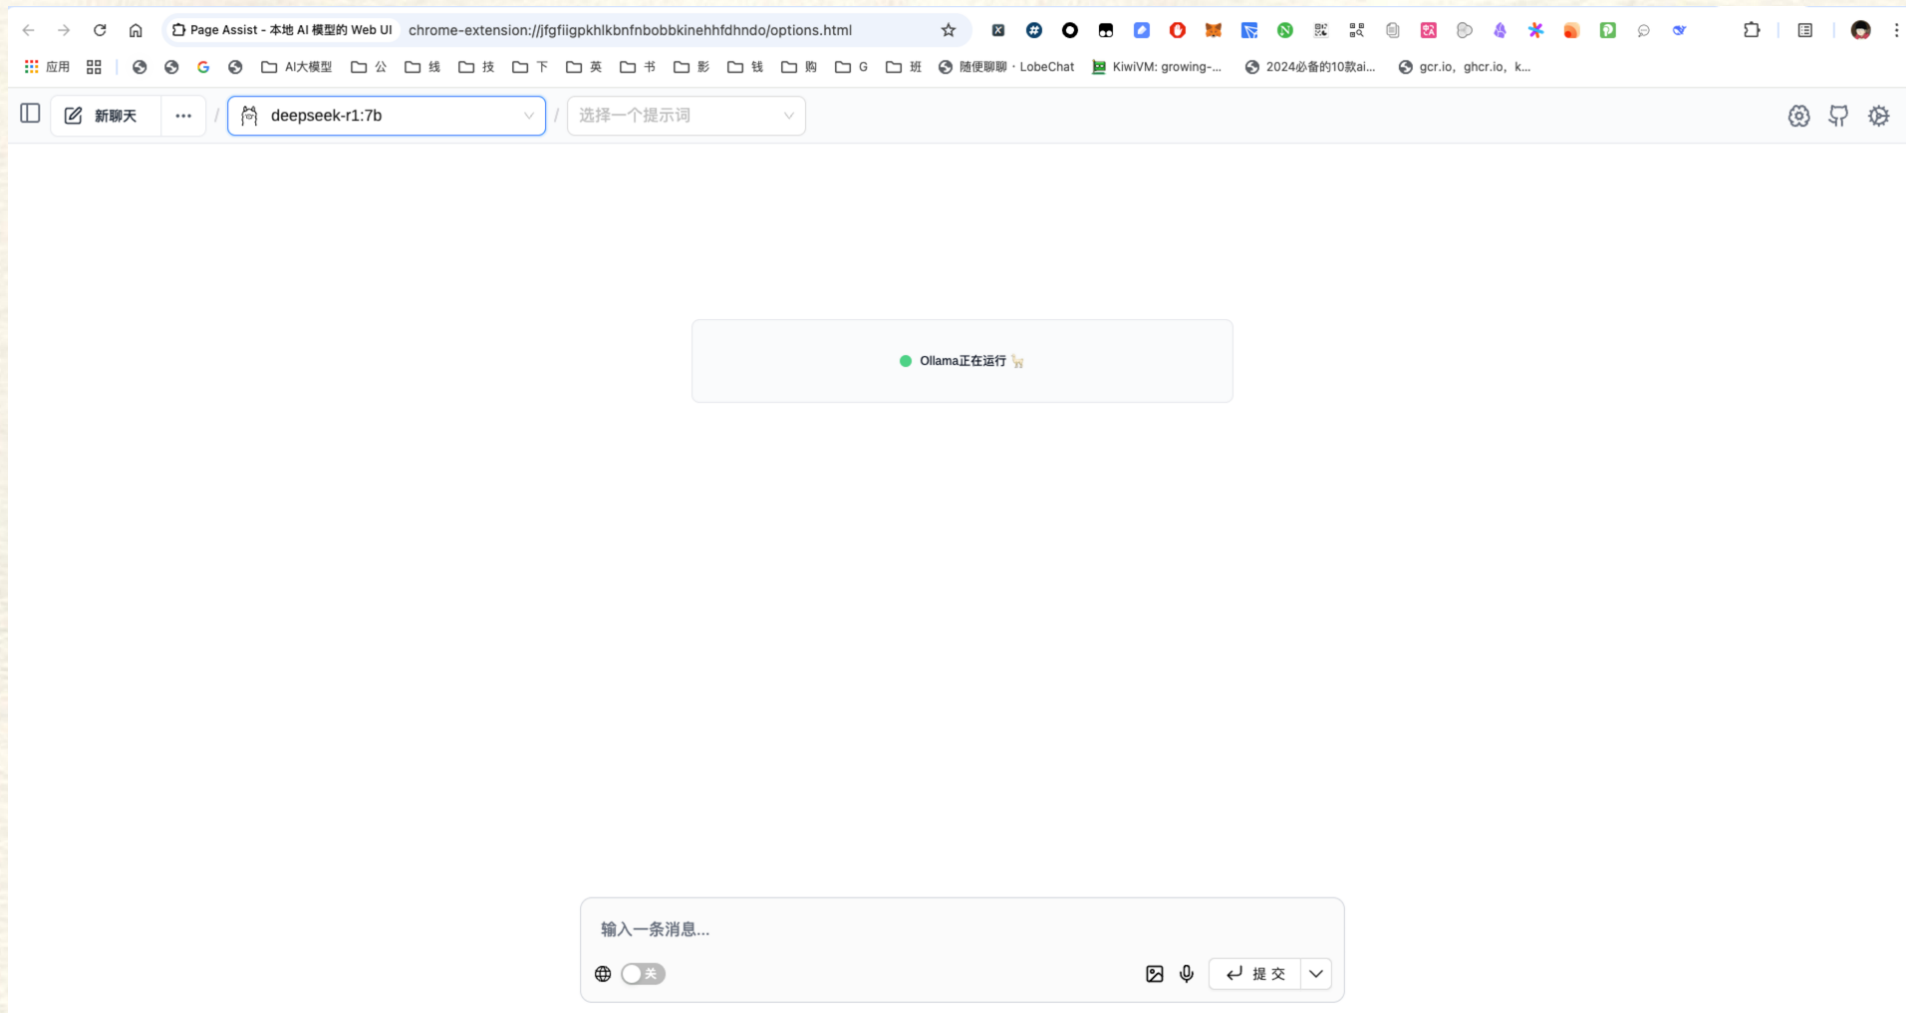 Page Assist - 本地 AI 模型的 Web UI chrome-extension://jfgfiigpkhlkbnfnbobbkinehhfdhndo/options.html
应用 AI大模型 公 线 技 下 英 书 影 钱 购 G 班 随便聊聊 · LobeChat KiwiVM: growing-... 2024必备的10款ai... gcr.io，ghcr.io，k...
新聊天 ··· / deepseek-r1:7b / 选择一个提示词
Ollama正在运行
输入一条消息...
关 提 交